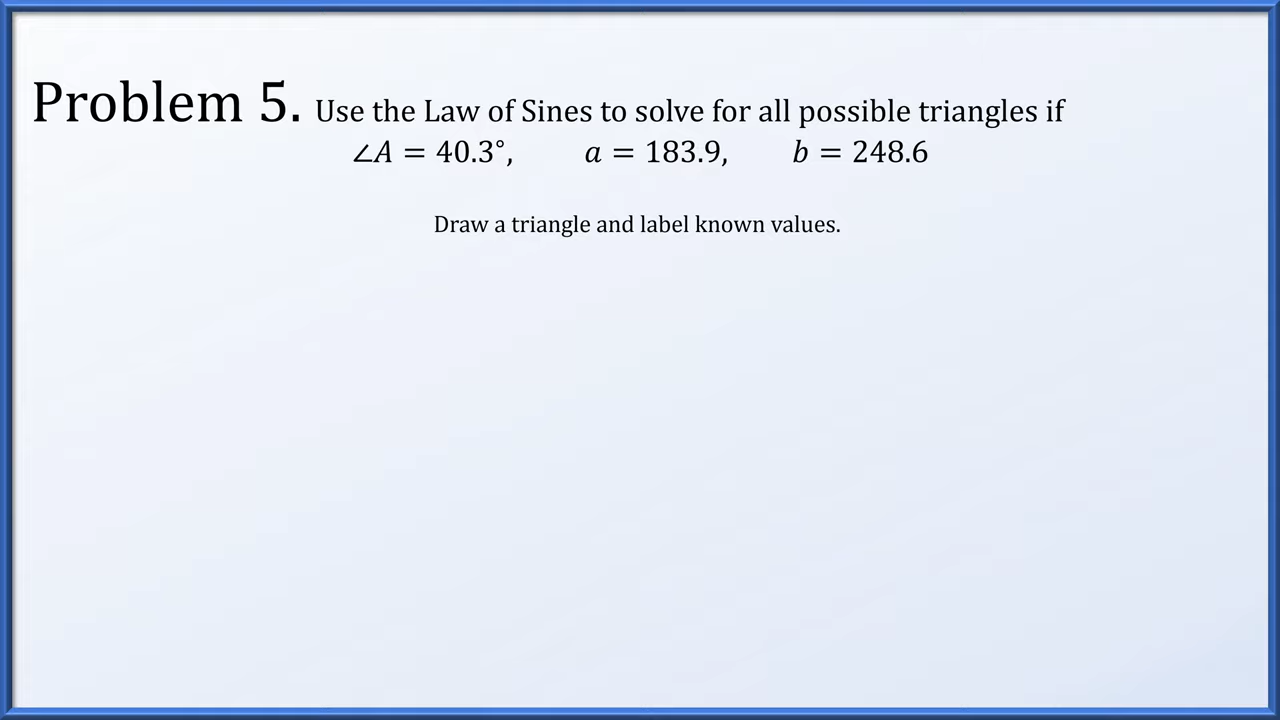 Problem 5. Use the Law of Sines to solve for all possible triangles if
∠A = 40.3°, a = 183.9, b = 248.6
Draw a triangle and label known values.